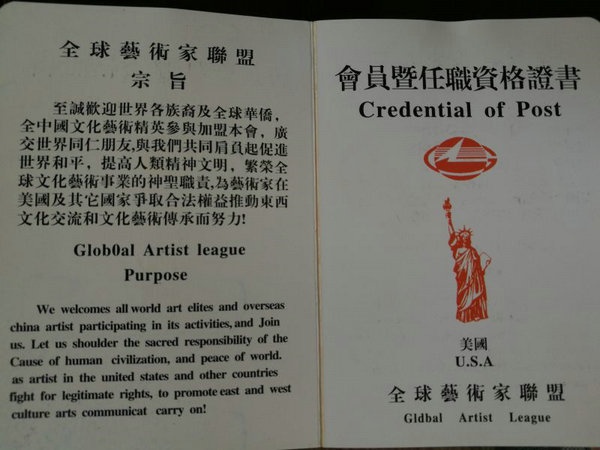 全球藝術家聯盟
宗旨
至誠歡迎世界各族裔及全球華僑，
全中國文化藝術精英參與加盟本會，廣
交世界同仁朋友,與我們共同肩負起促進
世界和平，提高人類精神文明，繁榮全
球文化藝術事業的神聖職責,為藝術家在
美國及其它國家爭取合法權益推動東西
文化交流和文化藝術傳承而努力!
Glob0al Artist league
Purpose
We welcomes all world art elites and overseas
china artist participating in its activities, and Join
us. Let us shoulder the sacred responsibility of the
Cause of human civilization, and peace of world.
as artist in the united states and other countries
fight for legitimate rights, to promote east and west
culture arts communicat carry on!
會員暨任職資格證書
Credential of Post
美國
U.S.A
全球藝術家聯盟
Gldbal Artist League